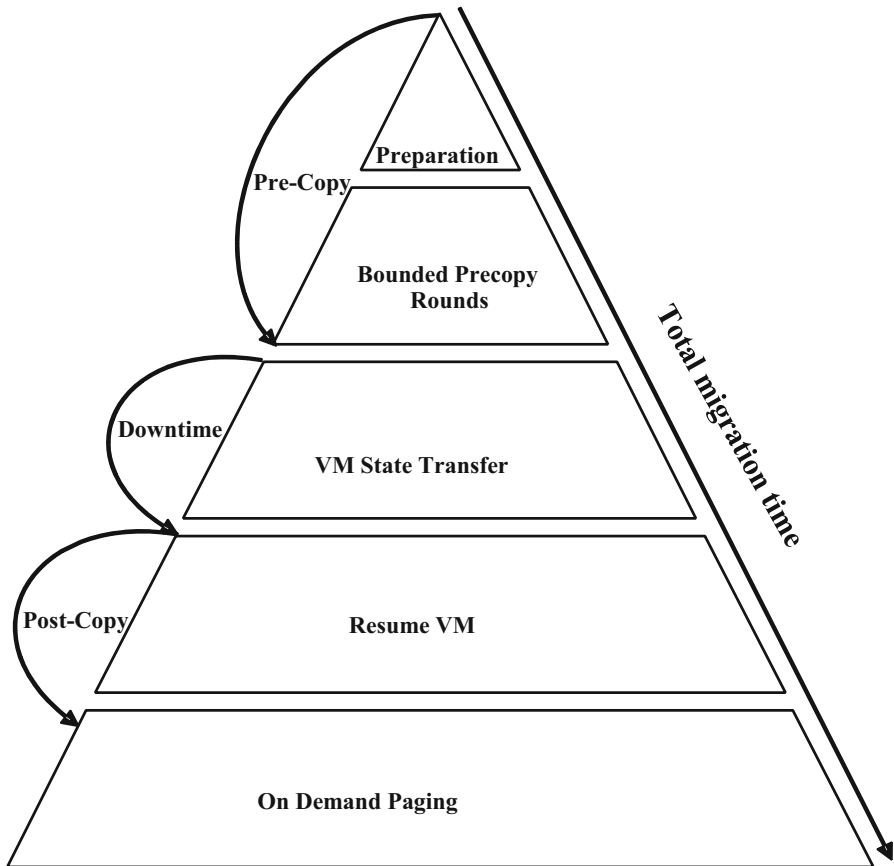 Preparation
Pre-Copy
Bounded Precopy
Rounds
Total migration time
Downtime
VM State Transfer
Post-Copy
Resume VM
On Demand Paging